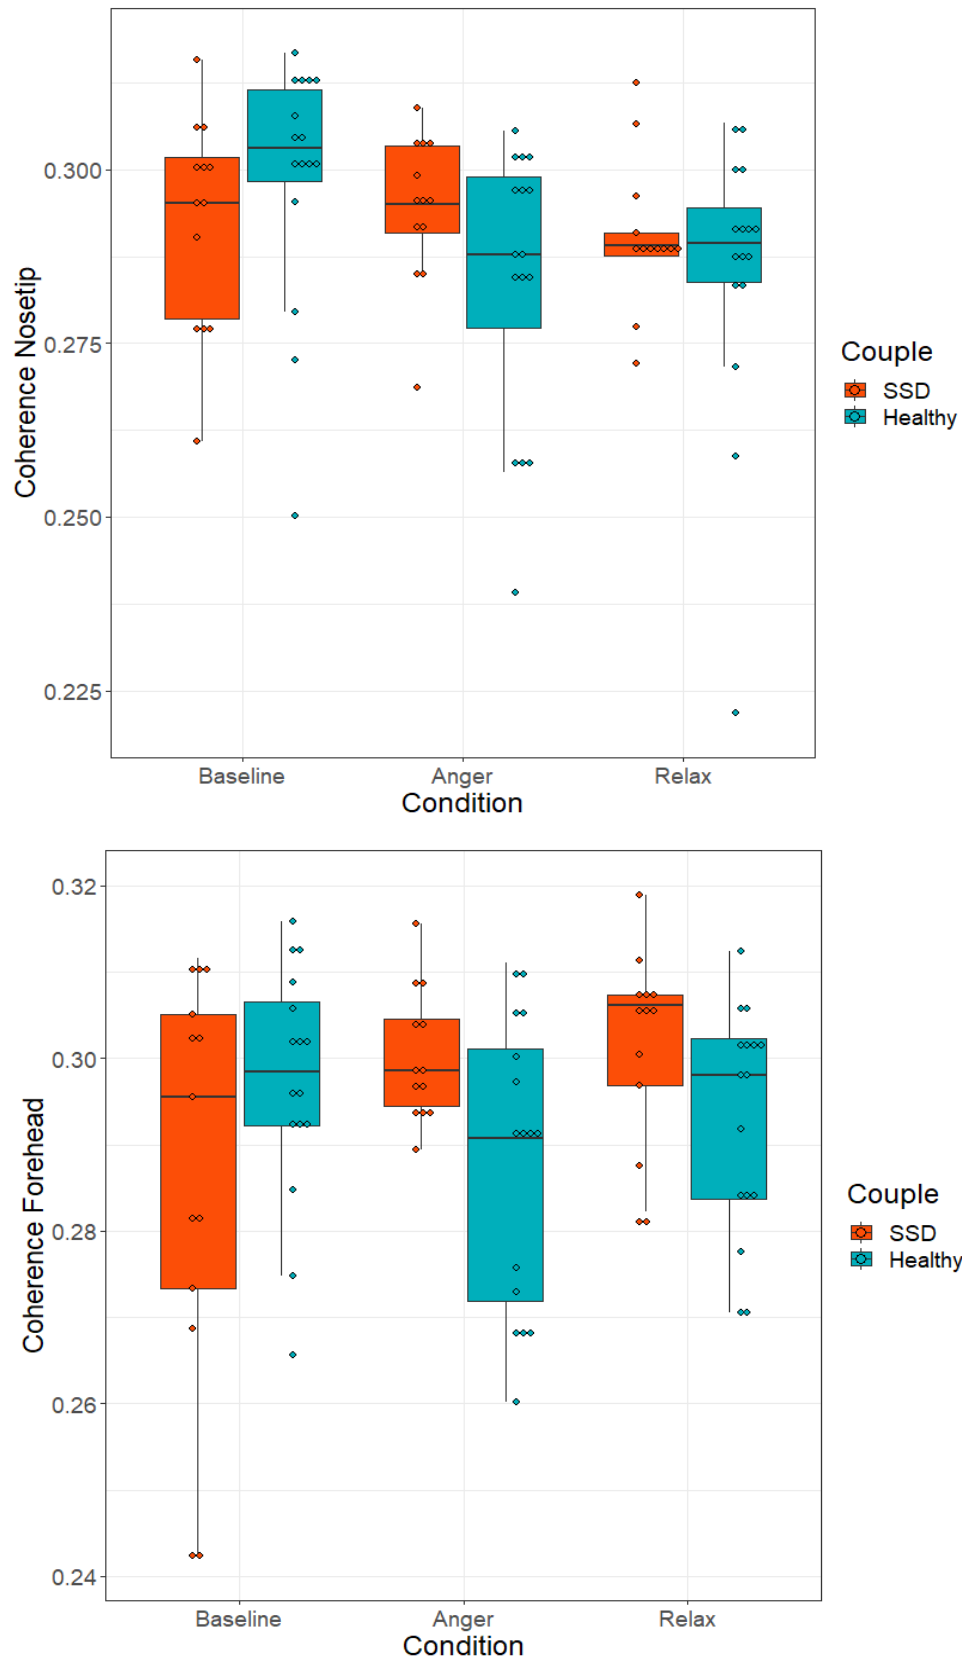 Coherence Nosetip
0.300
0.275
0.250
0.225
Baseline Anger Relax
Condition
Couple
SSD
Healthy
Coherence Forehead
0.32
0.30
0.28
0.26
0.24
Baseline Anger Relax
Condition
Couple
SSD
Healthy